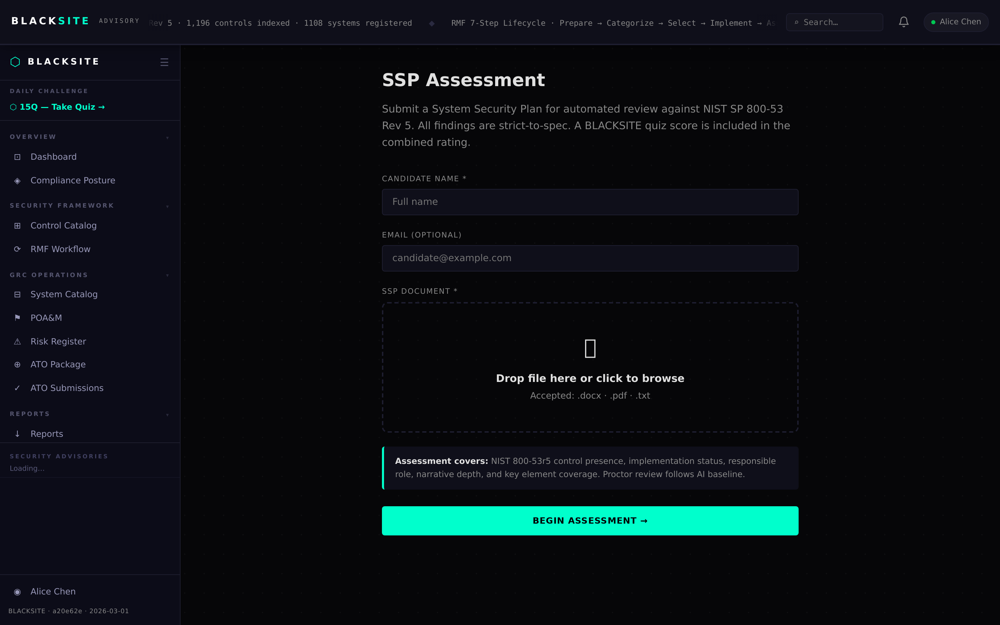 BLACKSITE ADVISORY Rev 5 · 1,196 controls indexed · 1108 systems registered ◆ RMF 7-Step Lifecycle · Prepare → Categorize → Select → Implement → As Search… Alice Chen
BLACKSITE
DAILY CHALLENGE
15Q — Take Quiz →
OVERVIEW
Dashboard
Compliance Posture
SECURITY FRAMEWORK
Control Catalog
RMF Workflow
GRC OPERATIONS
System Catalog
POA&M
Risk Register
ATO Package
ATO Submissions
REPORTS
Reports
SECURITY ADVISORIES
Loading…
Alice Chen
BLACKSITE · a20e62e · 2026-03-01
SSP Assessment
Submit a System Security Plan for automated review against NIST SP 800-53
Rev 5. All findings are strict-to-spec. A BLACKSITE quiz score is included in the
combined rating.
CANDIDATE NAME *
Full name
EMAIL (OPTIONAL)
candidate@example.com
SSP DOCUMENT *
Drop file here or click to browse
Accepted: .docx · .pdf · .txt
Assessment covers: NIST 800-53r5 control presence, implementation status, responsible
role, narrative depth, and key element coverage. Proctor review follows AI baseline.
BEGIN ASSESSMENT →